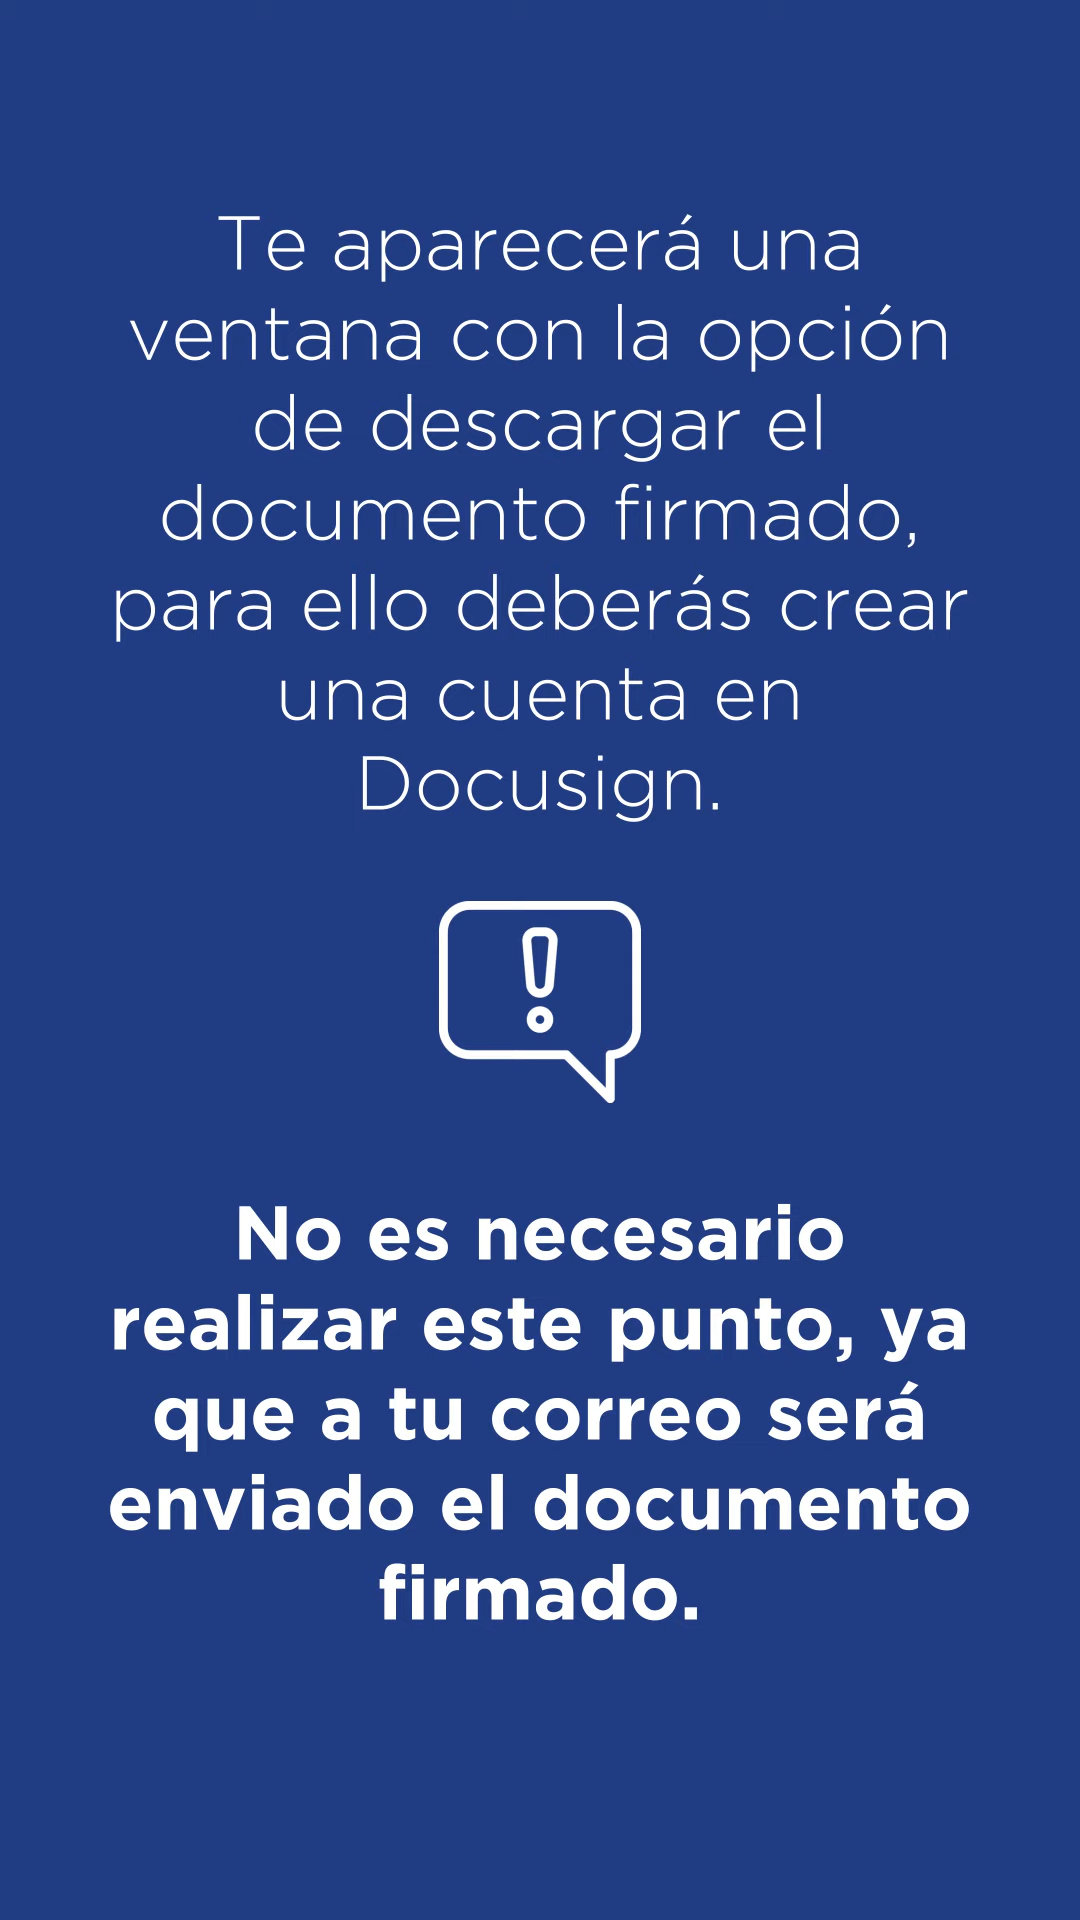 Te aparecerá una
ventana con la opción
de descargar el
documento firmado,
para ello deberás crear
una cuenta en
Docusign.
No es necesario
realizar este punto, ya
que a tu correo será
enviado el documento
firmado.